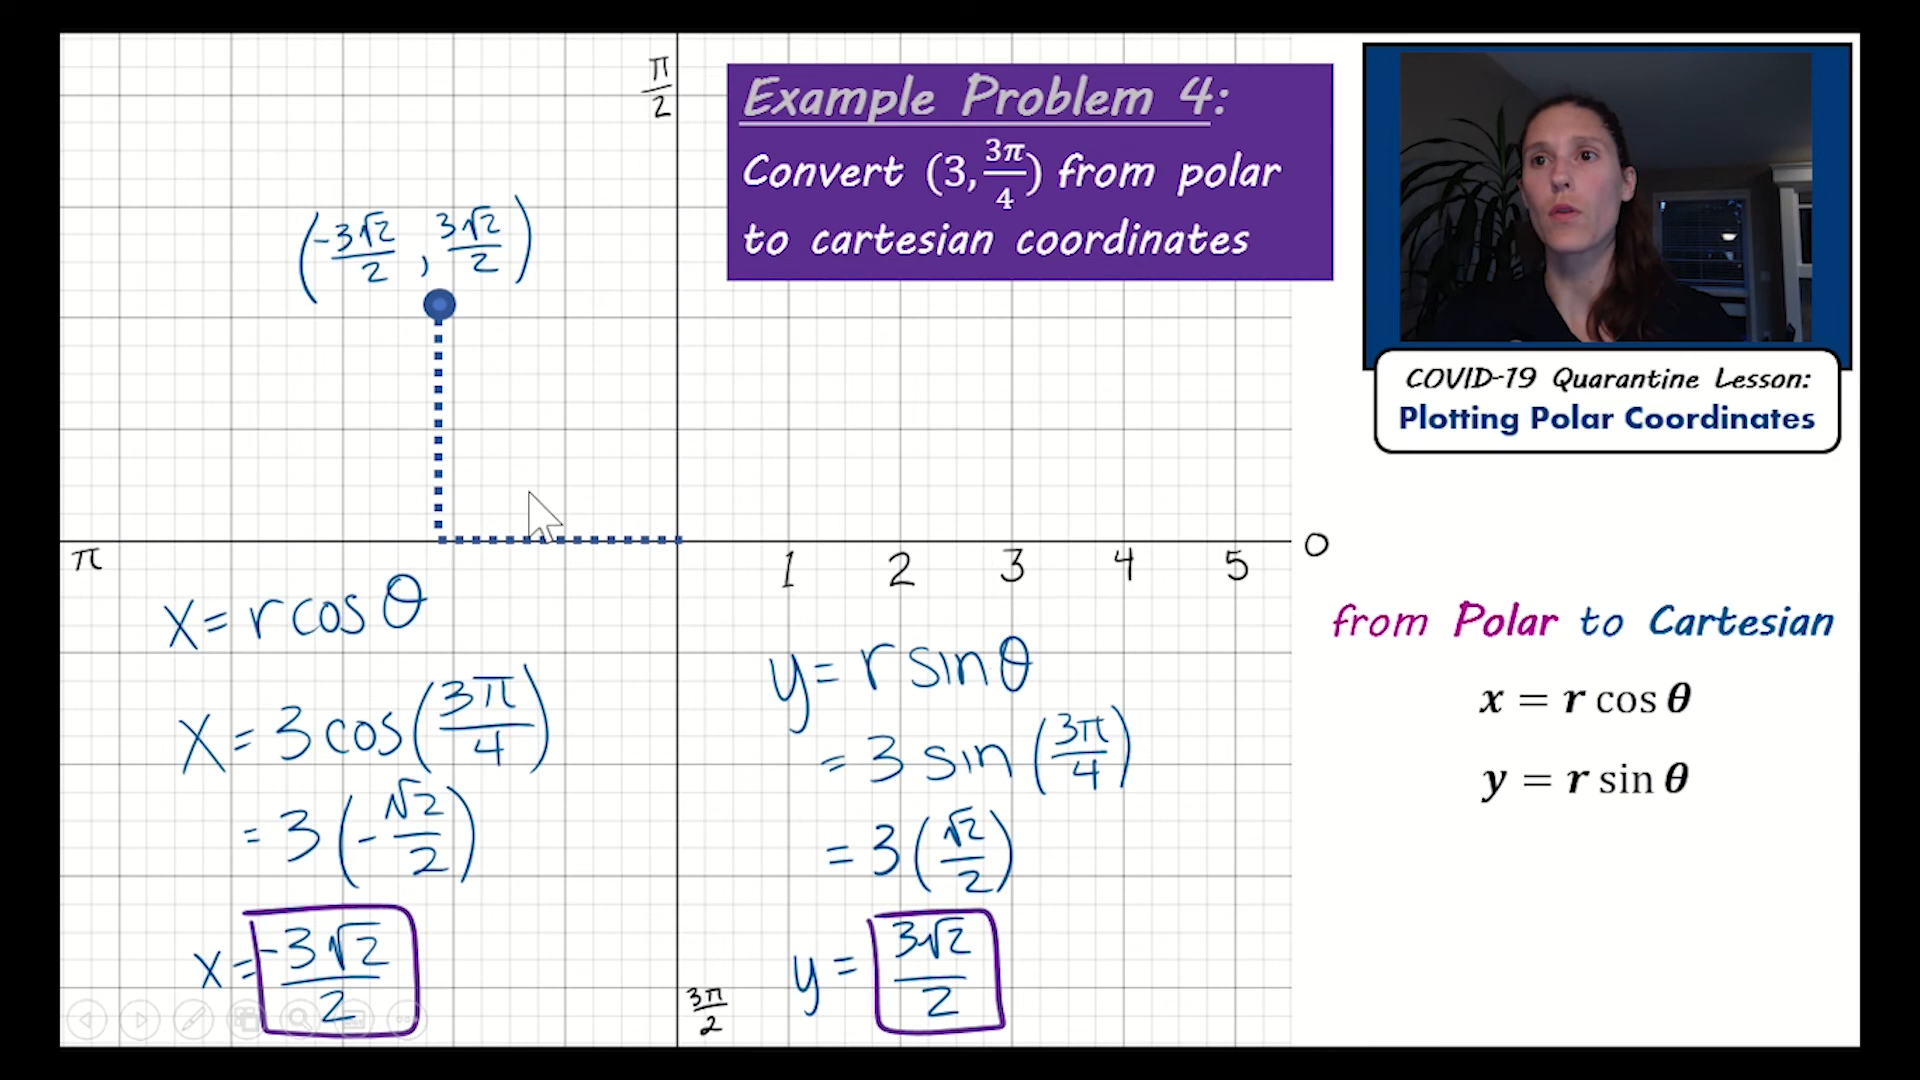 π/2
Example Problem 4:
Convert (3, 3π/4) from polar
to cartesian coordinates
(-3√2/2, 3√2/2)
COVID-19 Quarantine Lesson:
Plotting Polar Coordinates
π
1 2 3 4 5 0
x = r cos θ
x = 3 cos(3π/4)
= 3(-√2/2)
x = -3√2/2
y = r sin θ
= 3 sin(3π/4)
= 3(√2/2)
y = 3√2/2
3π/2
from Polar to Cartesian
x = r cos θ
y = r sin θ